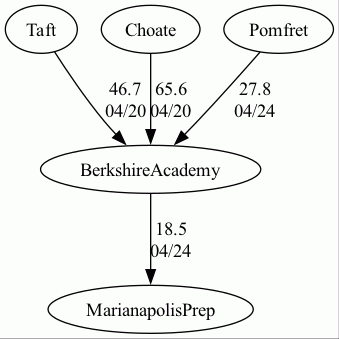 Taft
Choate
Pomfret
46.7
04/20
65.6
04/20
27.8
04/24
BerkshireAcademy
18.5
04/24
MarianapolisPrep